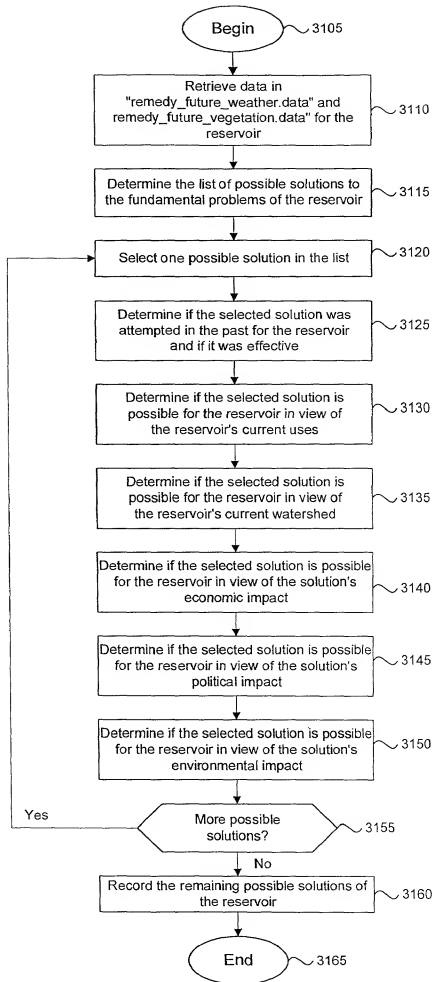 Begin
3105
Retrieve data in
"remedy_future_weather.data" and
remedy_future_vegetation.data" for the
reservoir
3110
Determine the list of possible solutions to
the fundamental problems of the reservoir
3115
Select one possible solution in the list
3120
Determine if the selected solution was
attempted in the past for the reservoir
and if it was effective
3125
Determine if the selected solution is
possible for the reservoir in view of
the reservoir's current uses
3130
Determine if the selected solution is
possible for the reservoir in view of
the reservoir's current watershed
3135
Determine if the selected solution is possible
for the reservoir in view of the solution's
economic impact
3140
Determine if the selected solution is possible
for the reservoir in view of the solution's
political impact
3145
Determine if the selected solution is possible
for the reservoir in view of the solution's
environmental impact
3150
Yes
More possible
solutions?
3155
No
Record the remaining possible solutions of
the reservoir
3160
End
3165